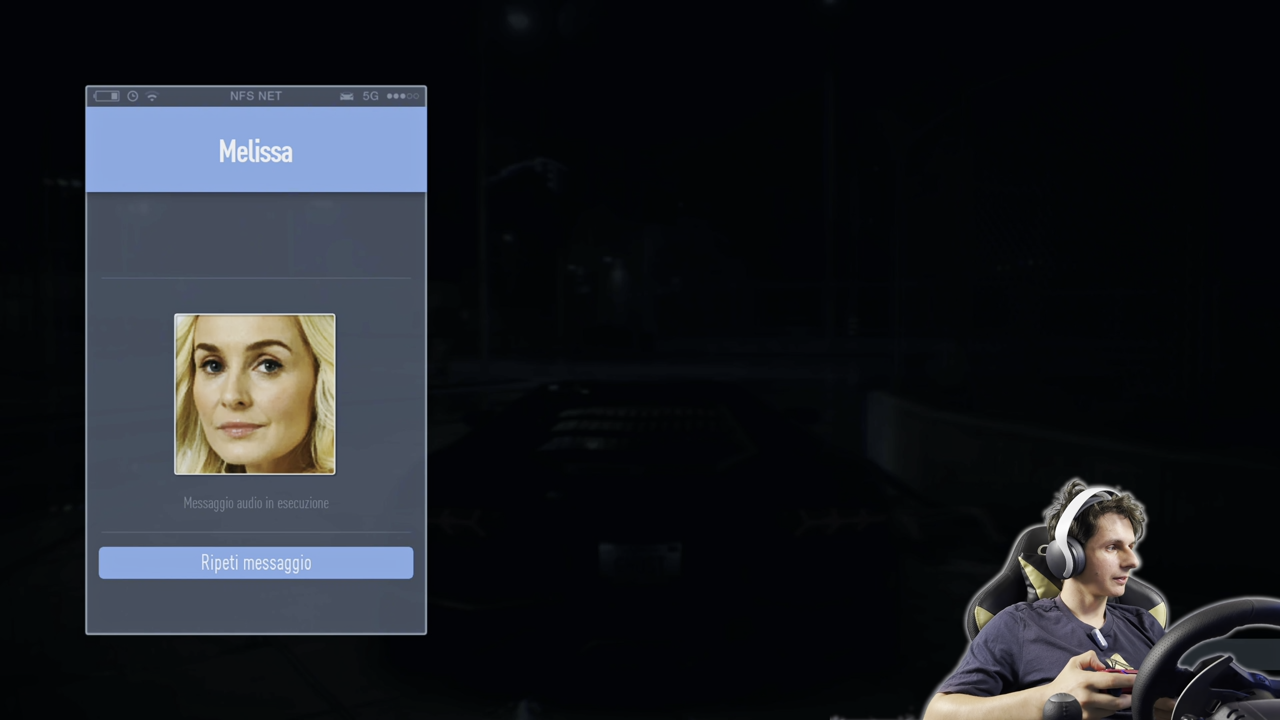 NFS NET
5G
Melissa
Messaggio audio in esecuzione
Ripeti messaggio